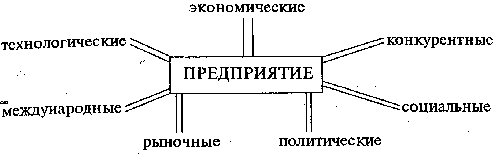 экономические
технологические
конкурентные
ПРЕДПРИЯТИЕ
международные
социальные
рыночные
политические